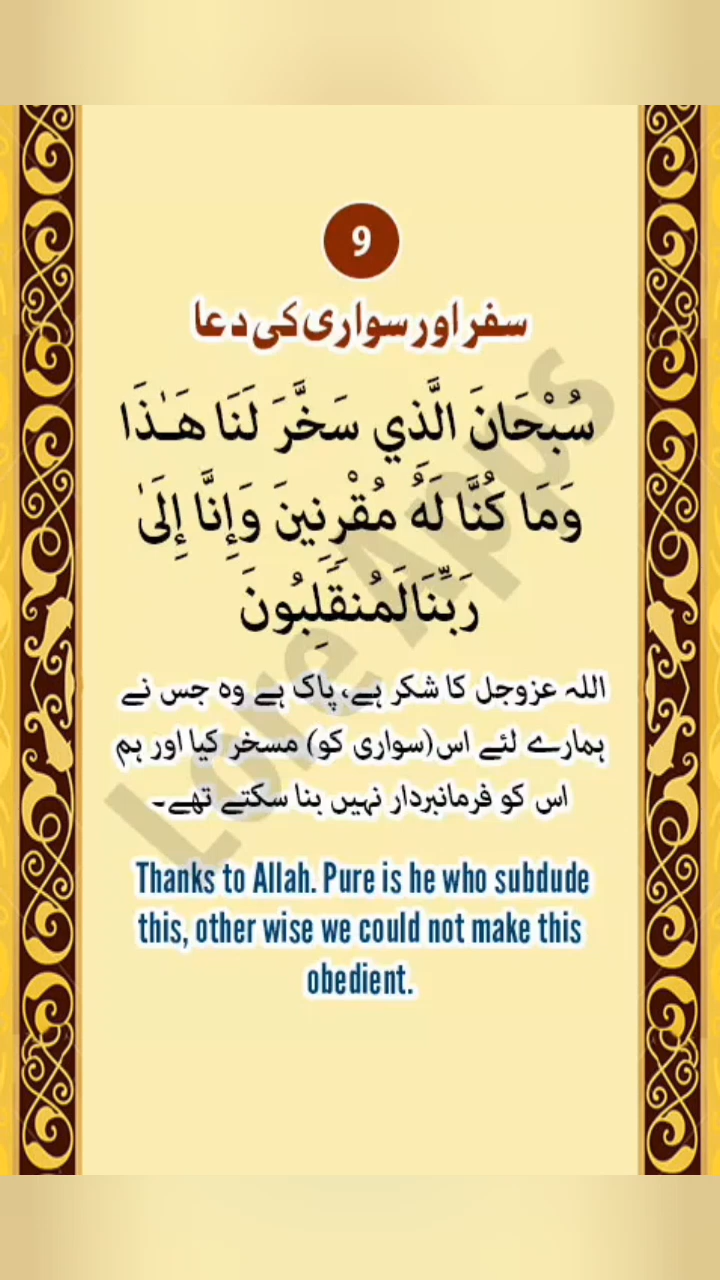 9
سفر اور سواری کی دعا
سُبْحَانَ الَّذِي سَخَّرَ لَنَا هَـٰذَا
وَمَا كُنَّا لَهُ مُقْرِنِينَ وَإِنَّا إِلَىٰ
رَبِّنَالَمُنقَلِبُونَ
اللہ عزوجل کا شکر ہے، پاک ہے وہ جس نے
ہمارے لئے اس(سواری کو) مسخر کیا اور ہم
اس کو فرمانبردار نہیں بنا سکتے تھے۔
Thanks to Allah. Pure is he who subdude
this, other wise we could not make this
obedient.
Lore Apps